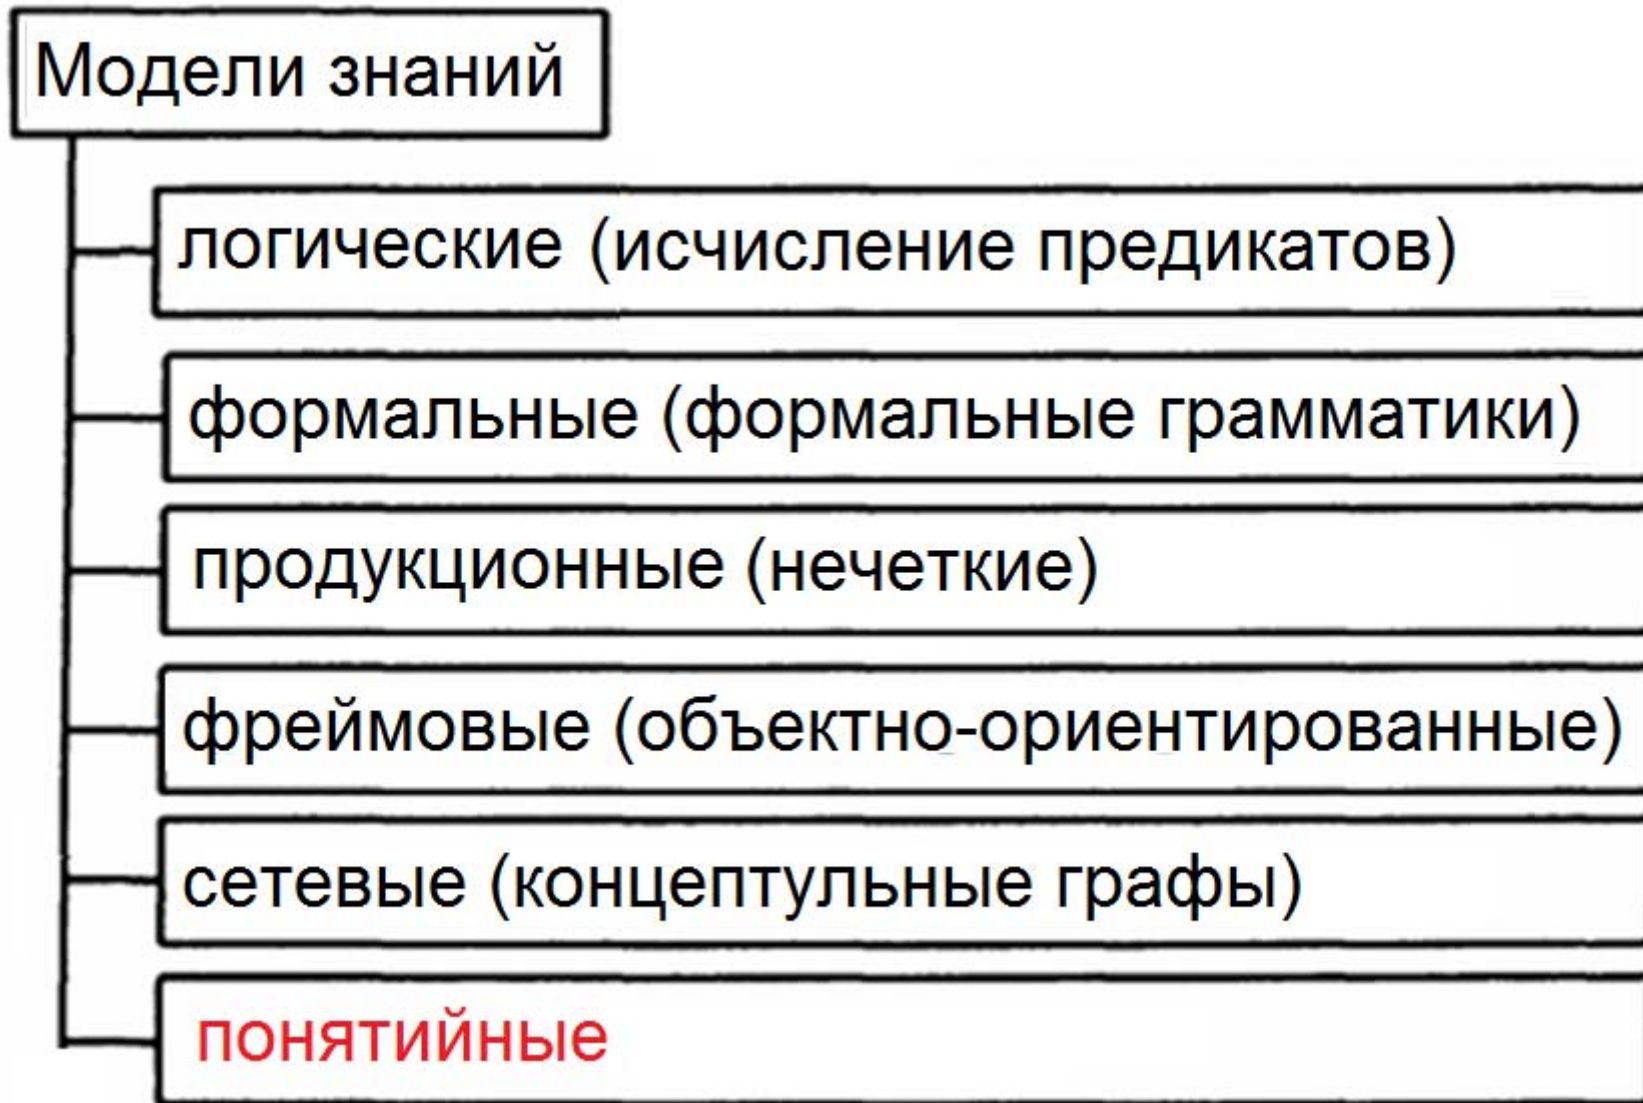 Модели знаний
логические (исчисление предикатов)
формальные (формальные грамматики)
продукционные (нечеткие)
фреймовые (объектно-ориентированные)
сетевые (концептульные графы)
понятийные